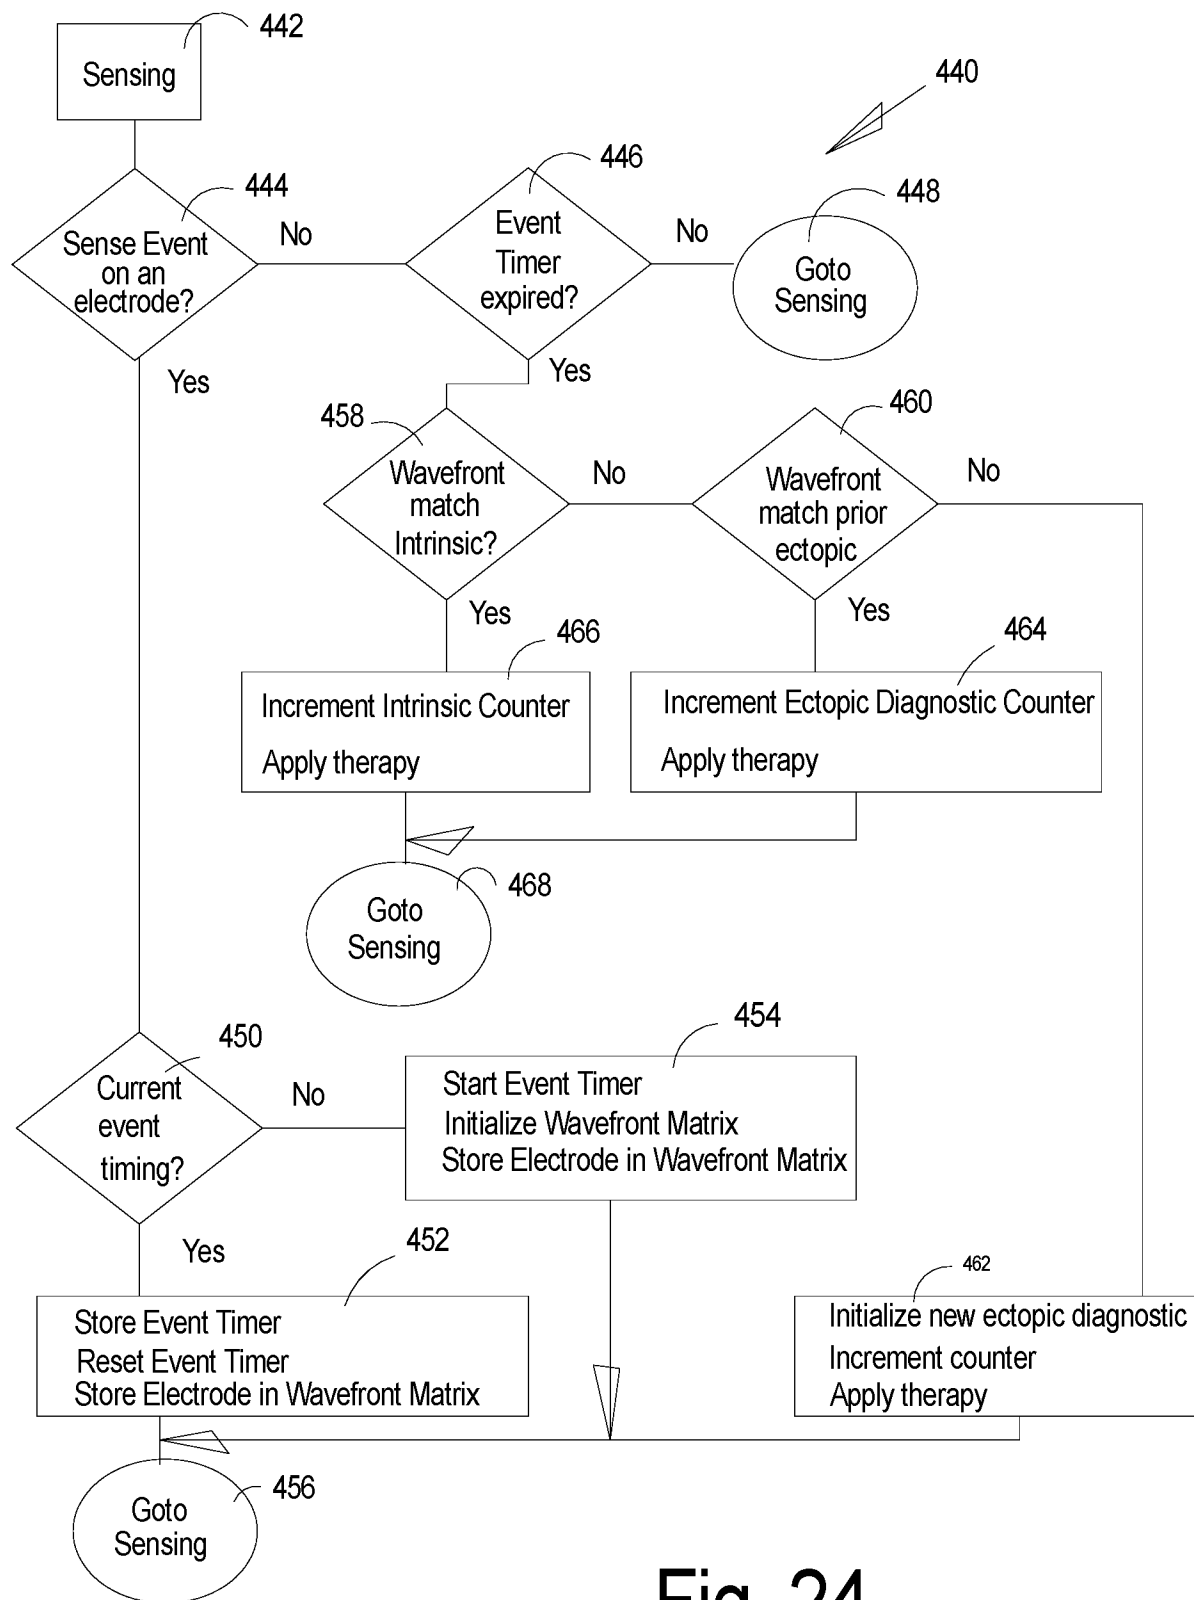 442
Sensing
440
446
444
448
Sense Event
on an
electrode?
No
Event
Timer
expired?
No
Goto
Sensing
Yes
Yes
458
460
Wavefront
match
Intrinsic?
No
Wavefront
match prior
ectopic
No
Yes
Yes
466
464
Increment Intrinsic Counter
Apply therapy
Increment Ectopic Diagnostic Counter
Apply therapy
468
Goto
Sensing
450
454
Current
event
timing?
No
Start Event Timer
Initialize Wavefront Matrix
Store Electrode in Wavefront Matrix
Yes
452
462
Store Event Timer
Reset Event Timer
Store Electrode in Wavefront Matrix
Initialize new ectopic diagnostic
Increment counter
Apply therapy
456
Goto
Sensing
Fig. 24